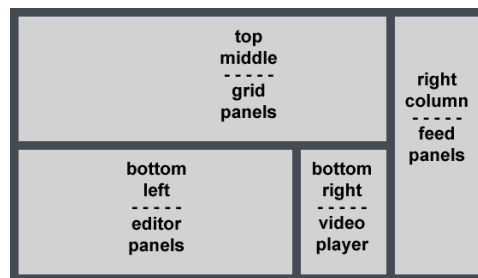 top
middle
- - - - -
grid
panels
right
column
- - - - -
feed
panels
bottom
left
- - - - -
editor
panels
bottom
right
- - - - -
video
player